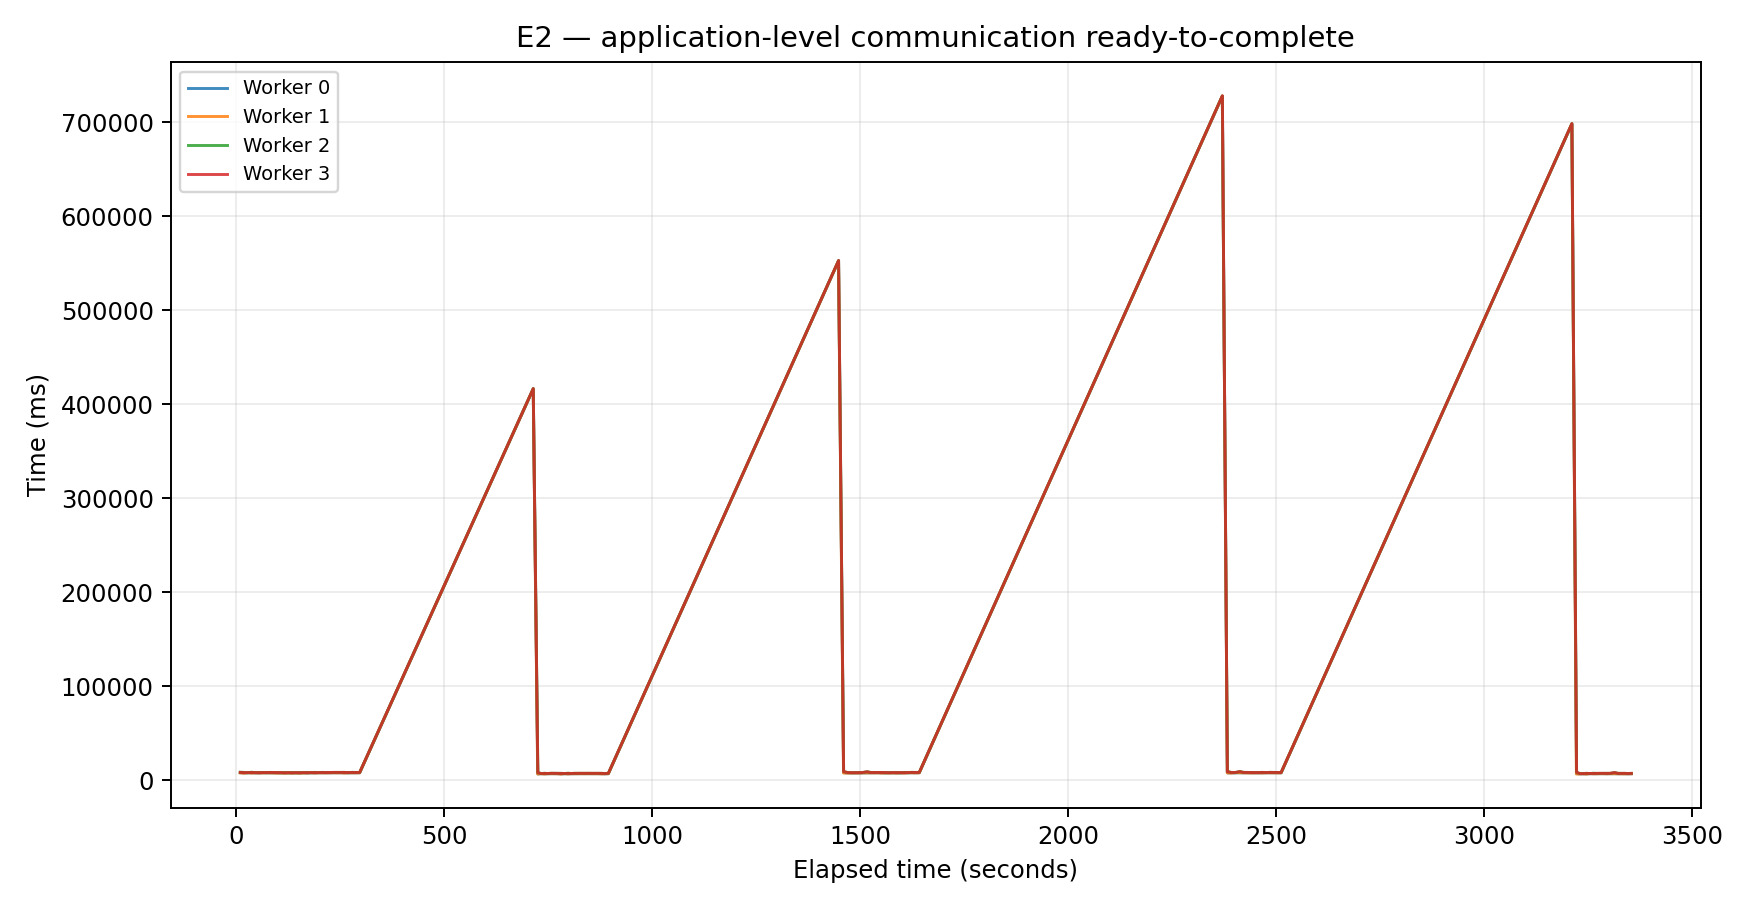 E2 — application-level communication ready-to-complete
Worker 0
Worker 1
Worker 2
Worker 3
Time (ms)
700000
600000
500000
400000
300000
200000
100000
0
0 500 1000 1500 2000 2500 3000 3500
Elapsed time (seconds)